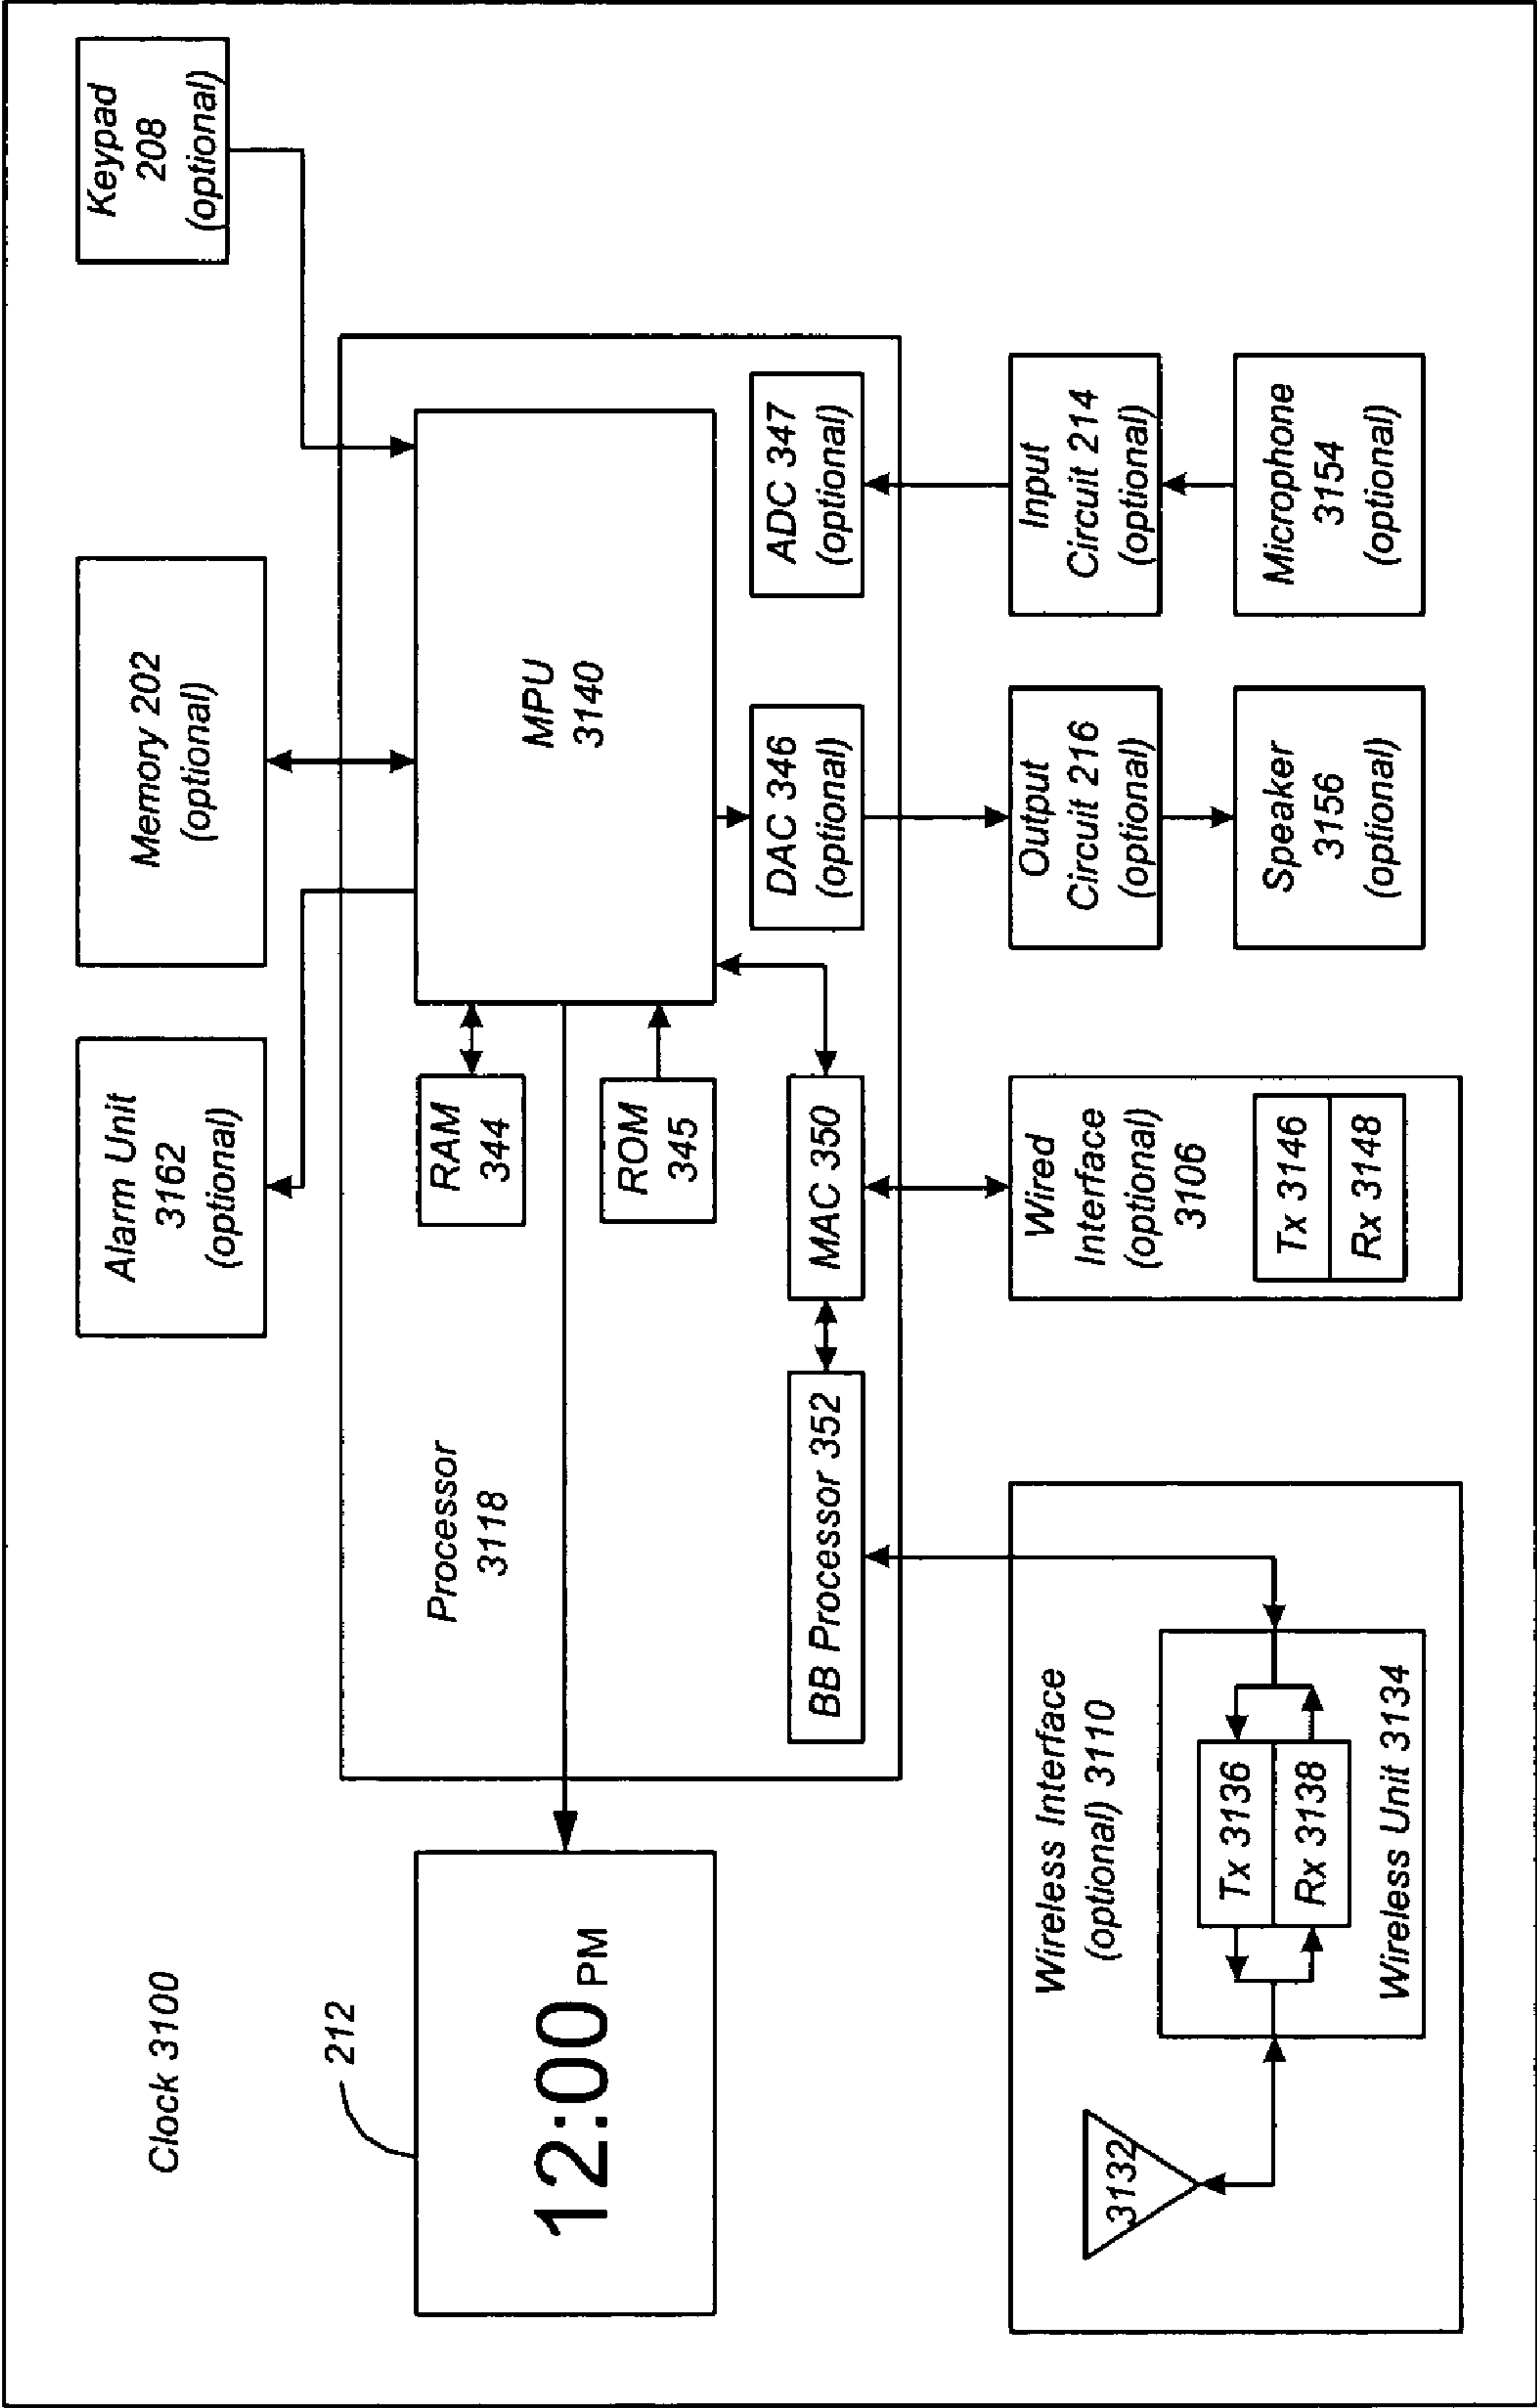 Clock 3100
212
12:00 PM
Alarm Unit
3162
(optional)
Memory 202
(optional)
Keypad
208
(optional)
Processor
3118
RAM
344
ROM
345
MPU
3140
BB Processor 352
MAC 350
DAC 346
(optional)
ADC 347
(optional)
Wireless Interface
(optional) 3110
3132
Tx 3136
Rx 3138
Wireless Unit 3134
Wired
Interface
(optional)
3106
Tx 3146
Rx 3148
Output
Circuit 216
(optional)
Speaker
3156
(optional)
Input
Circuit 214
(optional)
Microphone
3154
(optional)